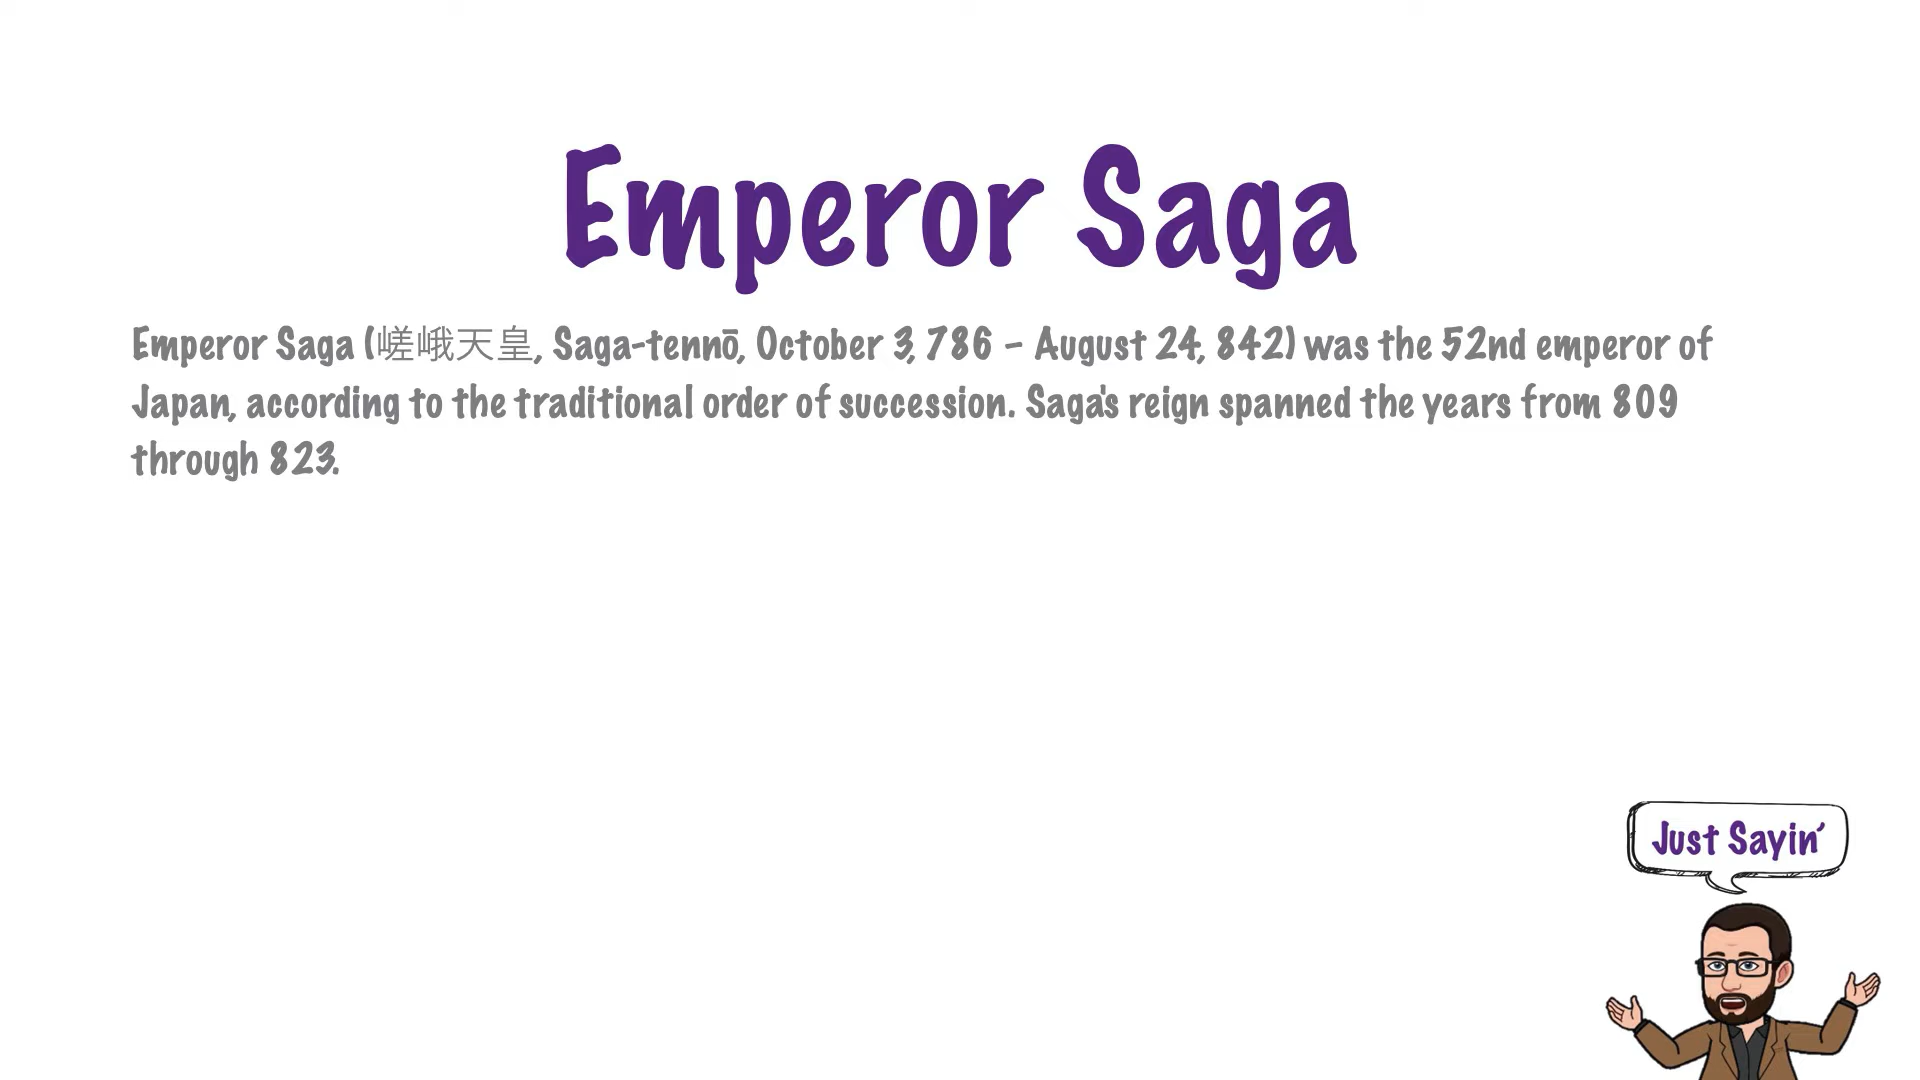 Emperor Saga
Emperor Saga (嵯峨天皇, Saga-tennō, October 3, 786 – August 24, 842) was the 52nd emperor of
Japan, according to the traditional order of succession. Saga's reign spanned the years from 809
through 823.
Just Sayin'